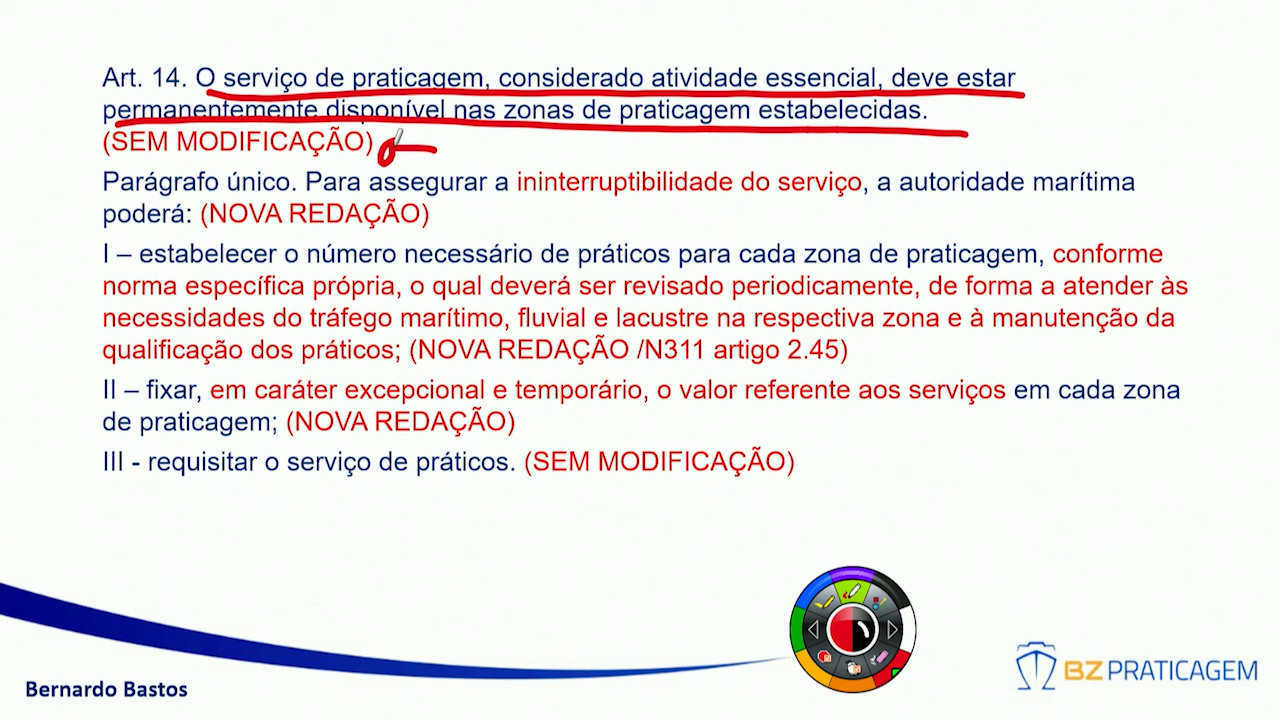 Art. 14. O serviço de praticagem, considerado atividade essencial, deve estar
permanentemente disponível nas zonas de praticagem estabelecidas.
(SEM MODIFICAÇÃO)
Parágrafo único. Para assegurar a ininterruptibilidade do serviço, a autoridade marítima
poderá: (NOVA REDAÇÃO)
I – estabelecer o número necessário de práticos para cada zona de praticagem, conforme
norma específica própria, o qual deverá ser revisado periodicamente, de forma a atender às
necessidades do tráfego marítimo, fluvial e lacustre na respectiva zona e à manutenção da
qualificação dos práticos; (NOVA REDAÇÃO /N311 artigo 2.45)
II – fixar, em caráter excepcional e temporário, o valor referente aos serviços em cada zona
de praticagem; (NOVA REDAÇÃO)
III - requisitar o serviço de práticos. (SEM MODIFICAÇÃO)
Bernardo Bastos
BZPRATICAGEM